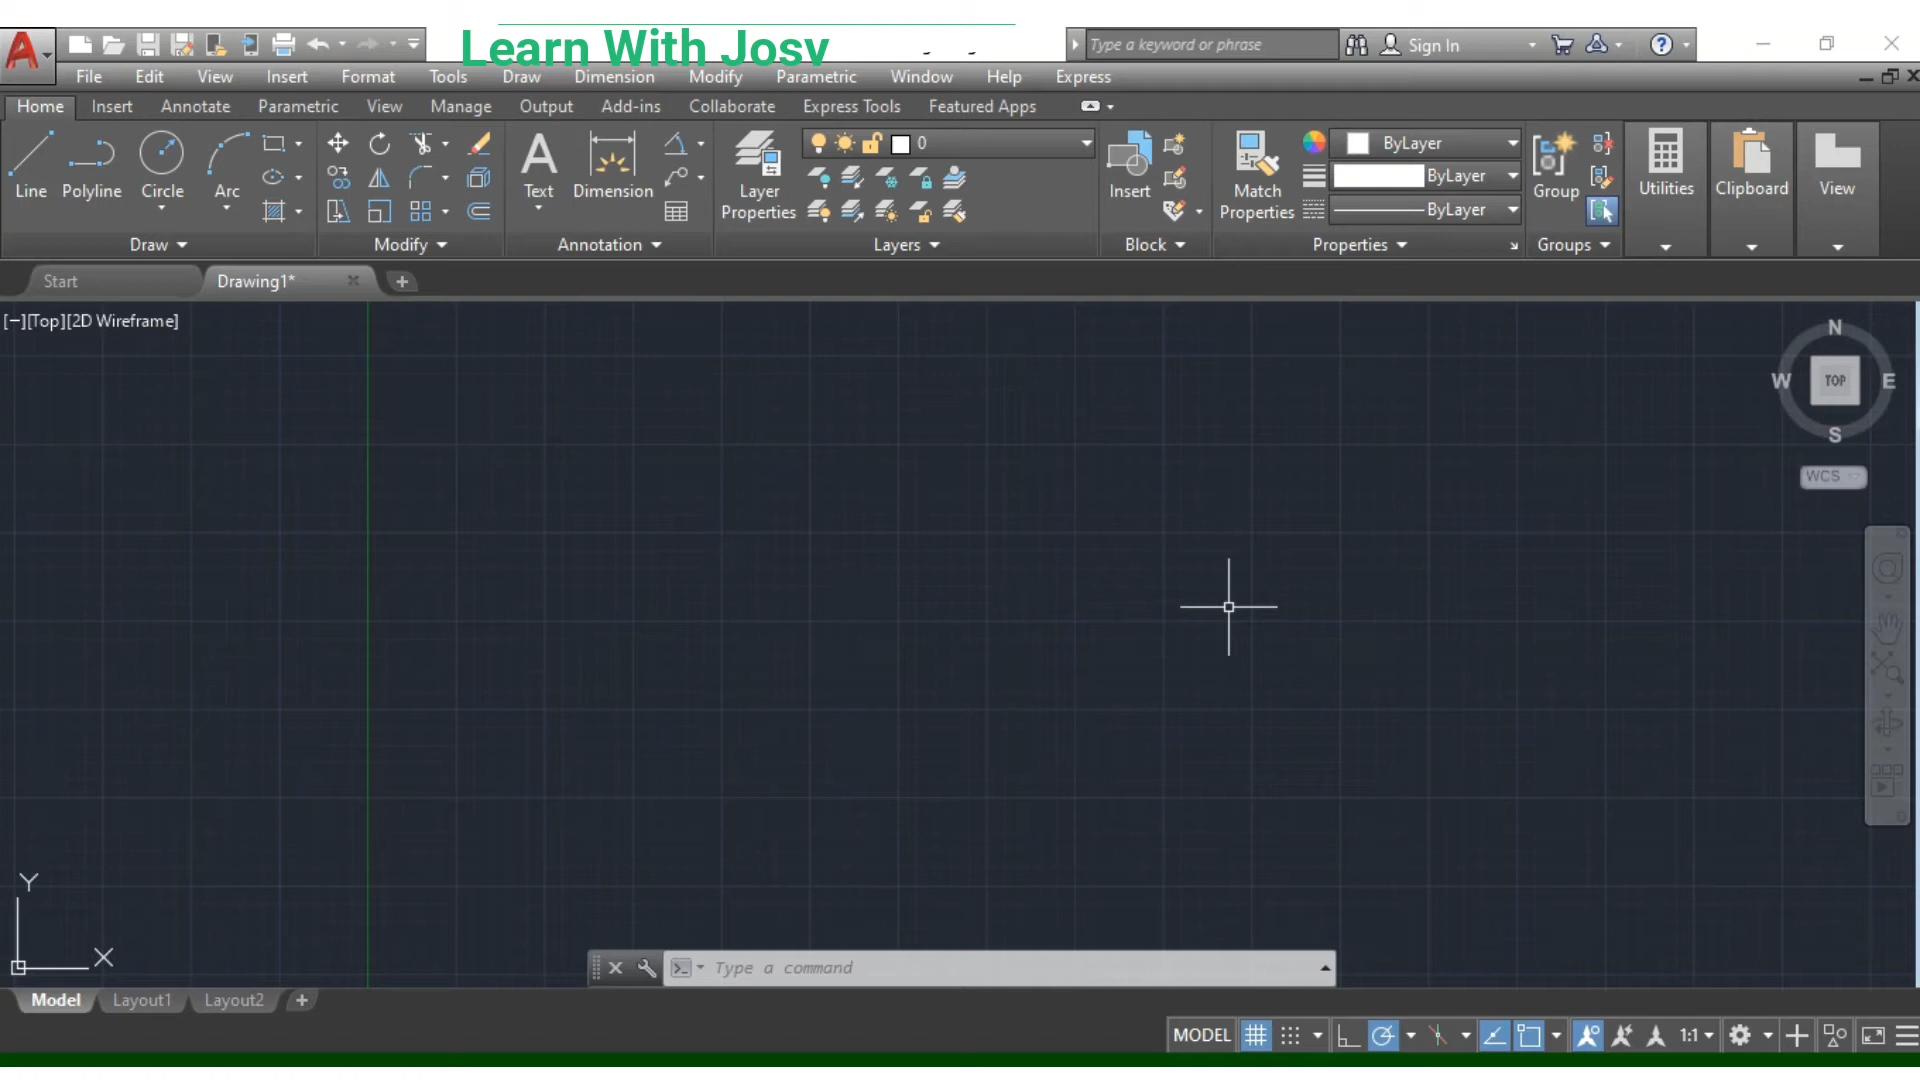 Learn With Josy
Type a keyword or phrase
Sign In
File Edit View Insert Format Tools Draw Dimension Modify Parametric Window Help Express
Home Insert Annotate Parametric View Manage Output Add-ins Collaborate Express Tools Featured Apps
0 ByLayer
ByLayer
Line Polyline Circle Arc Text Dimension Layer Properties Insert Match Properties ByLayer Group Utilities Clipboard View
Draw Modify Annotation Layers Block Properties Groups
Start Drawing1*
[−][Top][2D Wireframe]
N
W TOP E
S
WCS
Y
X
Type a command
Model Layout1 Layout2
MODEL 1:1